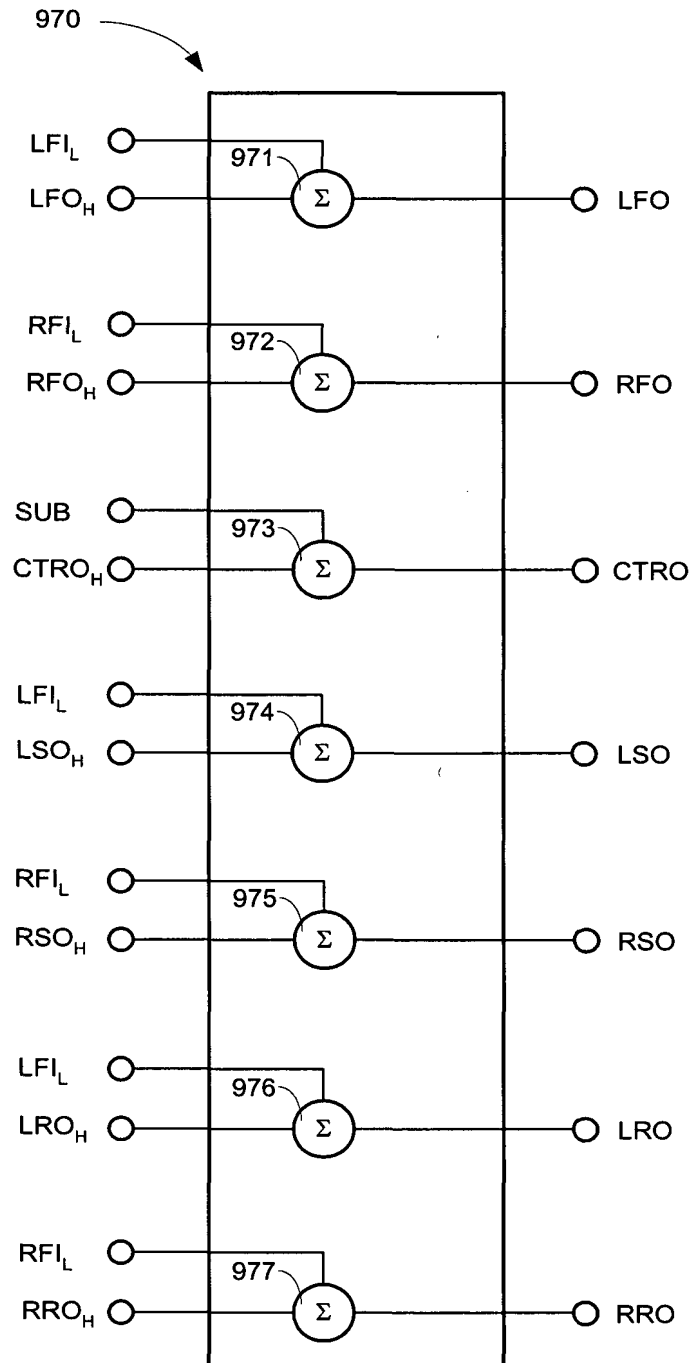 970
LFI_L
971
LFO_H Σ LFO
RFI_L
972
RFO_H Σ RFO
SUB
973
CTRO_H Σ CTRO
LFI_L
974
LSO_H Σ LSO
RFI_L
975
RSO_H Σ RSO
LFI_L
976
LRO_H Σ LRO
RFI_L
977
RRO_H Σ RRO